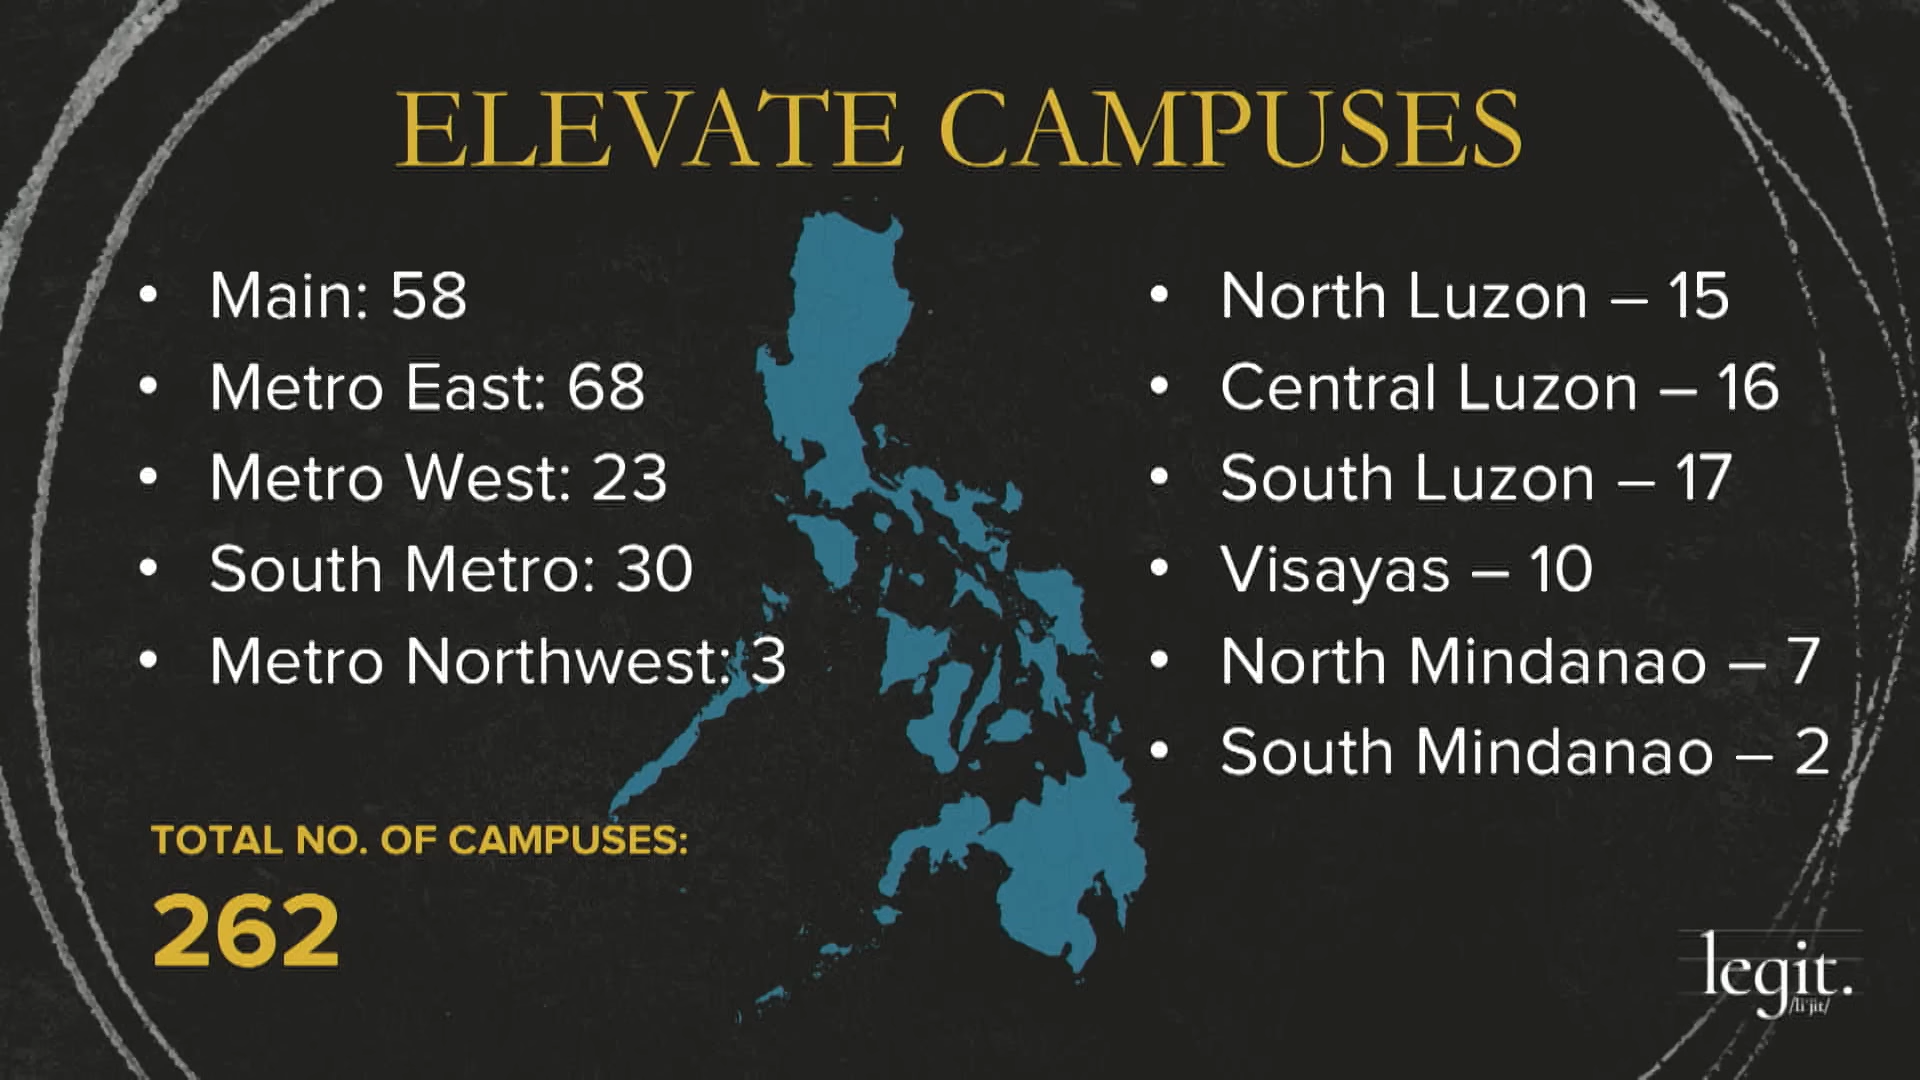 ELEVATE CAMPUSES
• Main: 58
• Metro East: 68
• Metro West: 23
• South Metro: 30
• Metro Northwest: 3
• North Luzon – 15
• Central Luzon – 16
• South Luzon – 17
• Visayas – 10
• North Mindanao – 7
• South Mindanao – 2
TOTAL NO. OF CAMPUSES:
262
legit.
/li'jit/